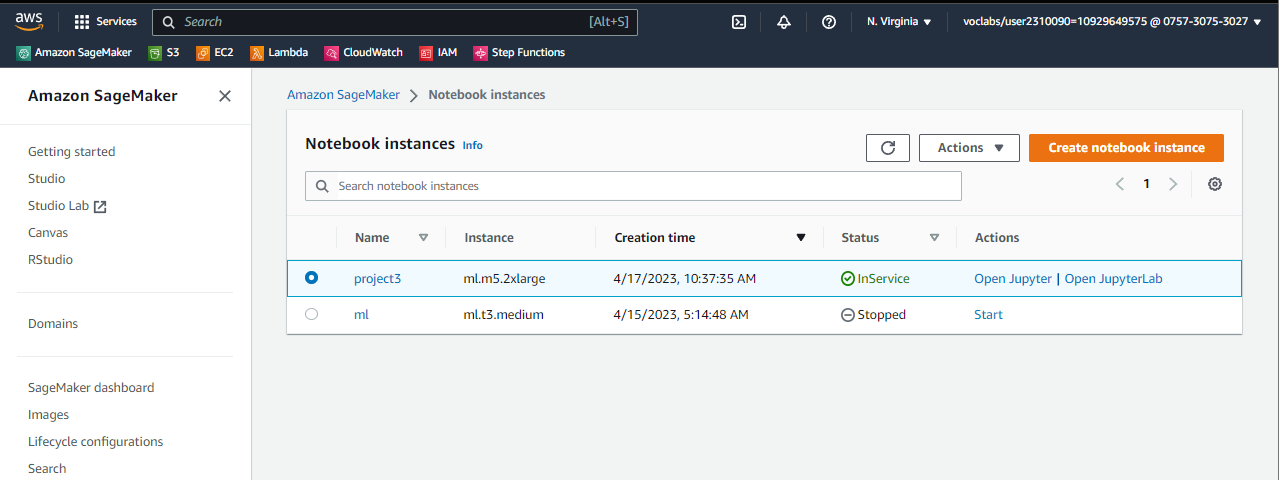 aws Services Search [Alt+S] N. Virginia voclabs/user2310090=10929649575 @ 0757-3075-3027
Amazon SageMaker S3 EC2 Lambda CloudWatch IAM Step Functions
Amazon SageMaker
Getting started
Studio
Studio Lab
Canvas
RStudio
Domains
SageMaker dashboard
Images
Lifecycle configurations
Search
Amazon SageMaker Notebook instances
Notebook instances Info Actions Create notebook instance
Search notebook instances 1
Name Instance Creation time Status Actions
project3 ml.m5.2xlarge 4/17/2023, 10:37:35 AM InService Open Jupyter | Open JupyterLab
ml ml.t3.medium 4/15/2023, 5:14:48 AM Stopped Start